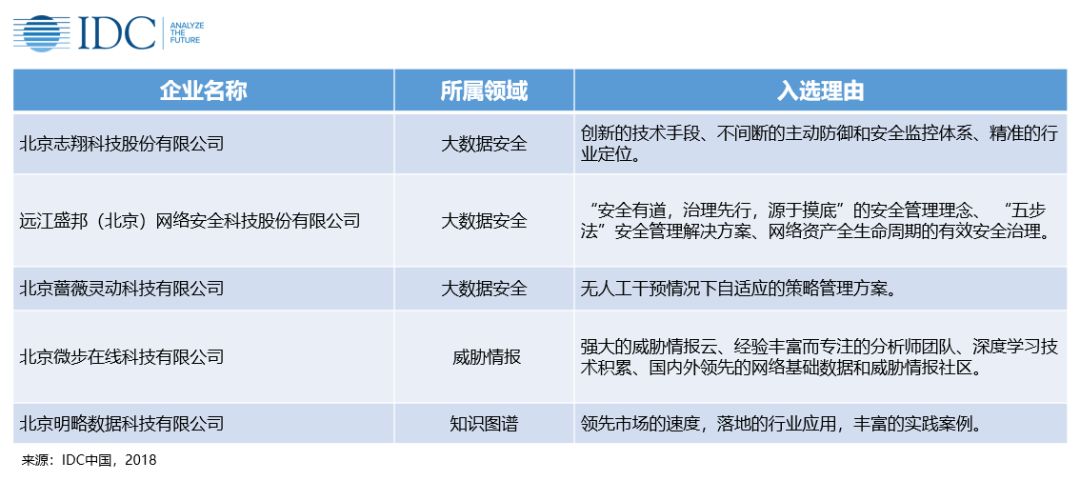 IDC
ANALYZE
THE
FUTURE
企业名称 所属领域 入选理由
北京志翔科技股份有限公司 大数据安全 创新的技术手段、不间断的主动防御和安全监控体系、精准的行
业定位。
远江盛邦（北京）网络安全科技股份有限公司 大数据安全 “安全有道，治理先行，源于摸底”的安全管理理念、“五步
法”安全管理解决方案、网络资产全生命周期的有效安全治理。
北京蔷薇灵动科技有限公司 大数据安全 无人工干预情况下自适应的策略管理方案。
北京微步在线科技有限公司 威胁情报 强大的威胁情报云、经验丰富而专注的分析师团队、深度学习技
术积累、国内外领先的网络基础数据和威胁情报社区。
北京明略数据科技有限公司 知识图谱 领先市场的速度，落地的行业应用，丰富的实践案例。
来源：IDC中国，2018